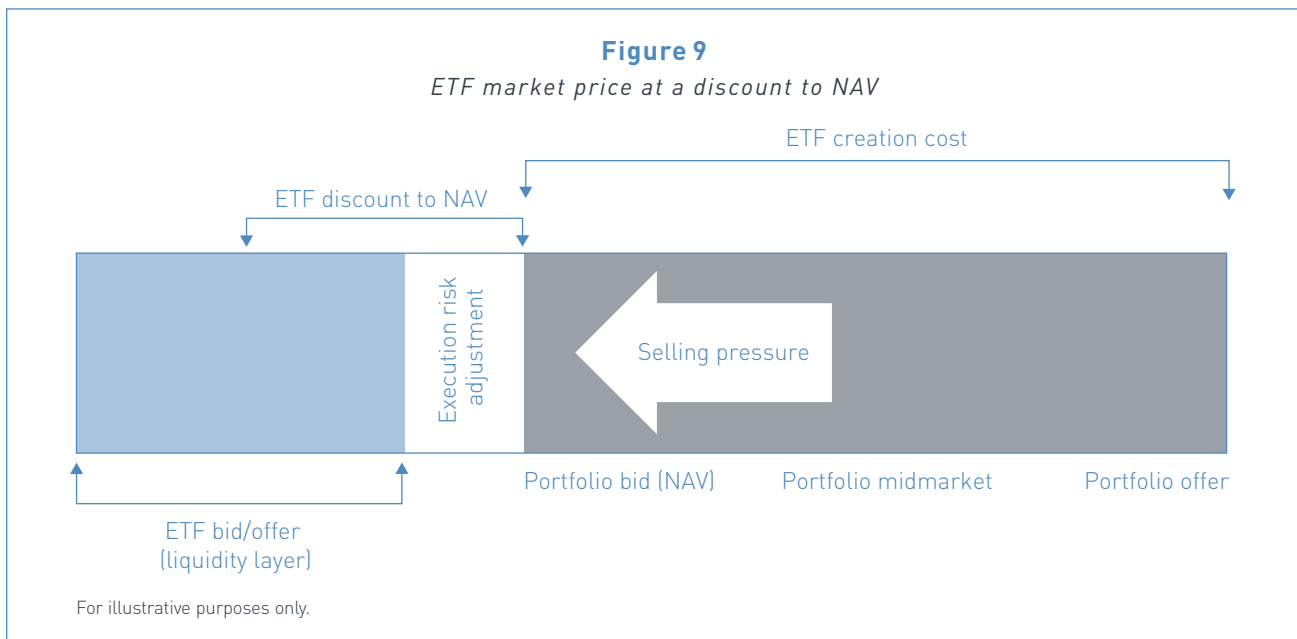 Figure 9
ETF market price at a discount to NAV
ETF creation cost
ETF discount to NAV
Execution risk
adjustment
Selling pressure
Portfolio bid (NAV)
Portfolio midmarket
Portfolio offer
ETF bid/offer
(liquidity layer)
For illustrative purposes only.